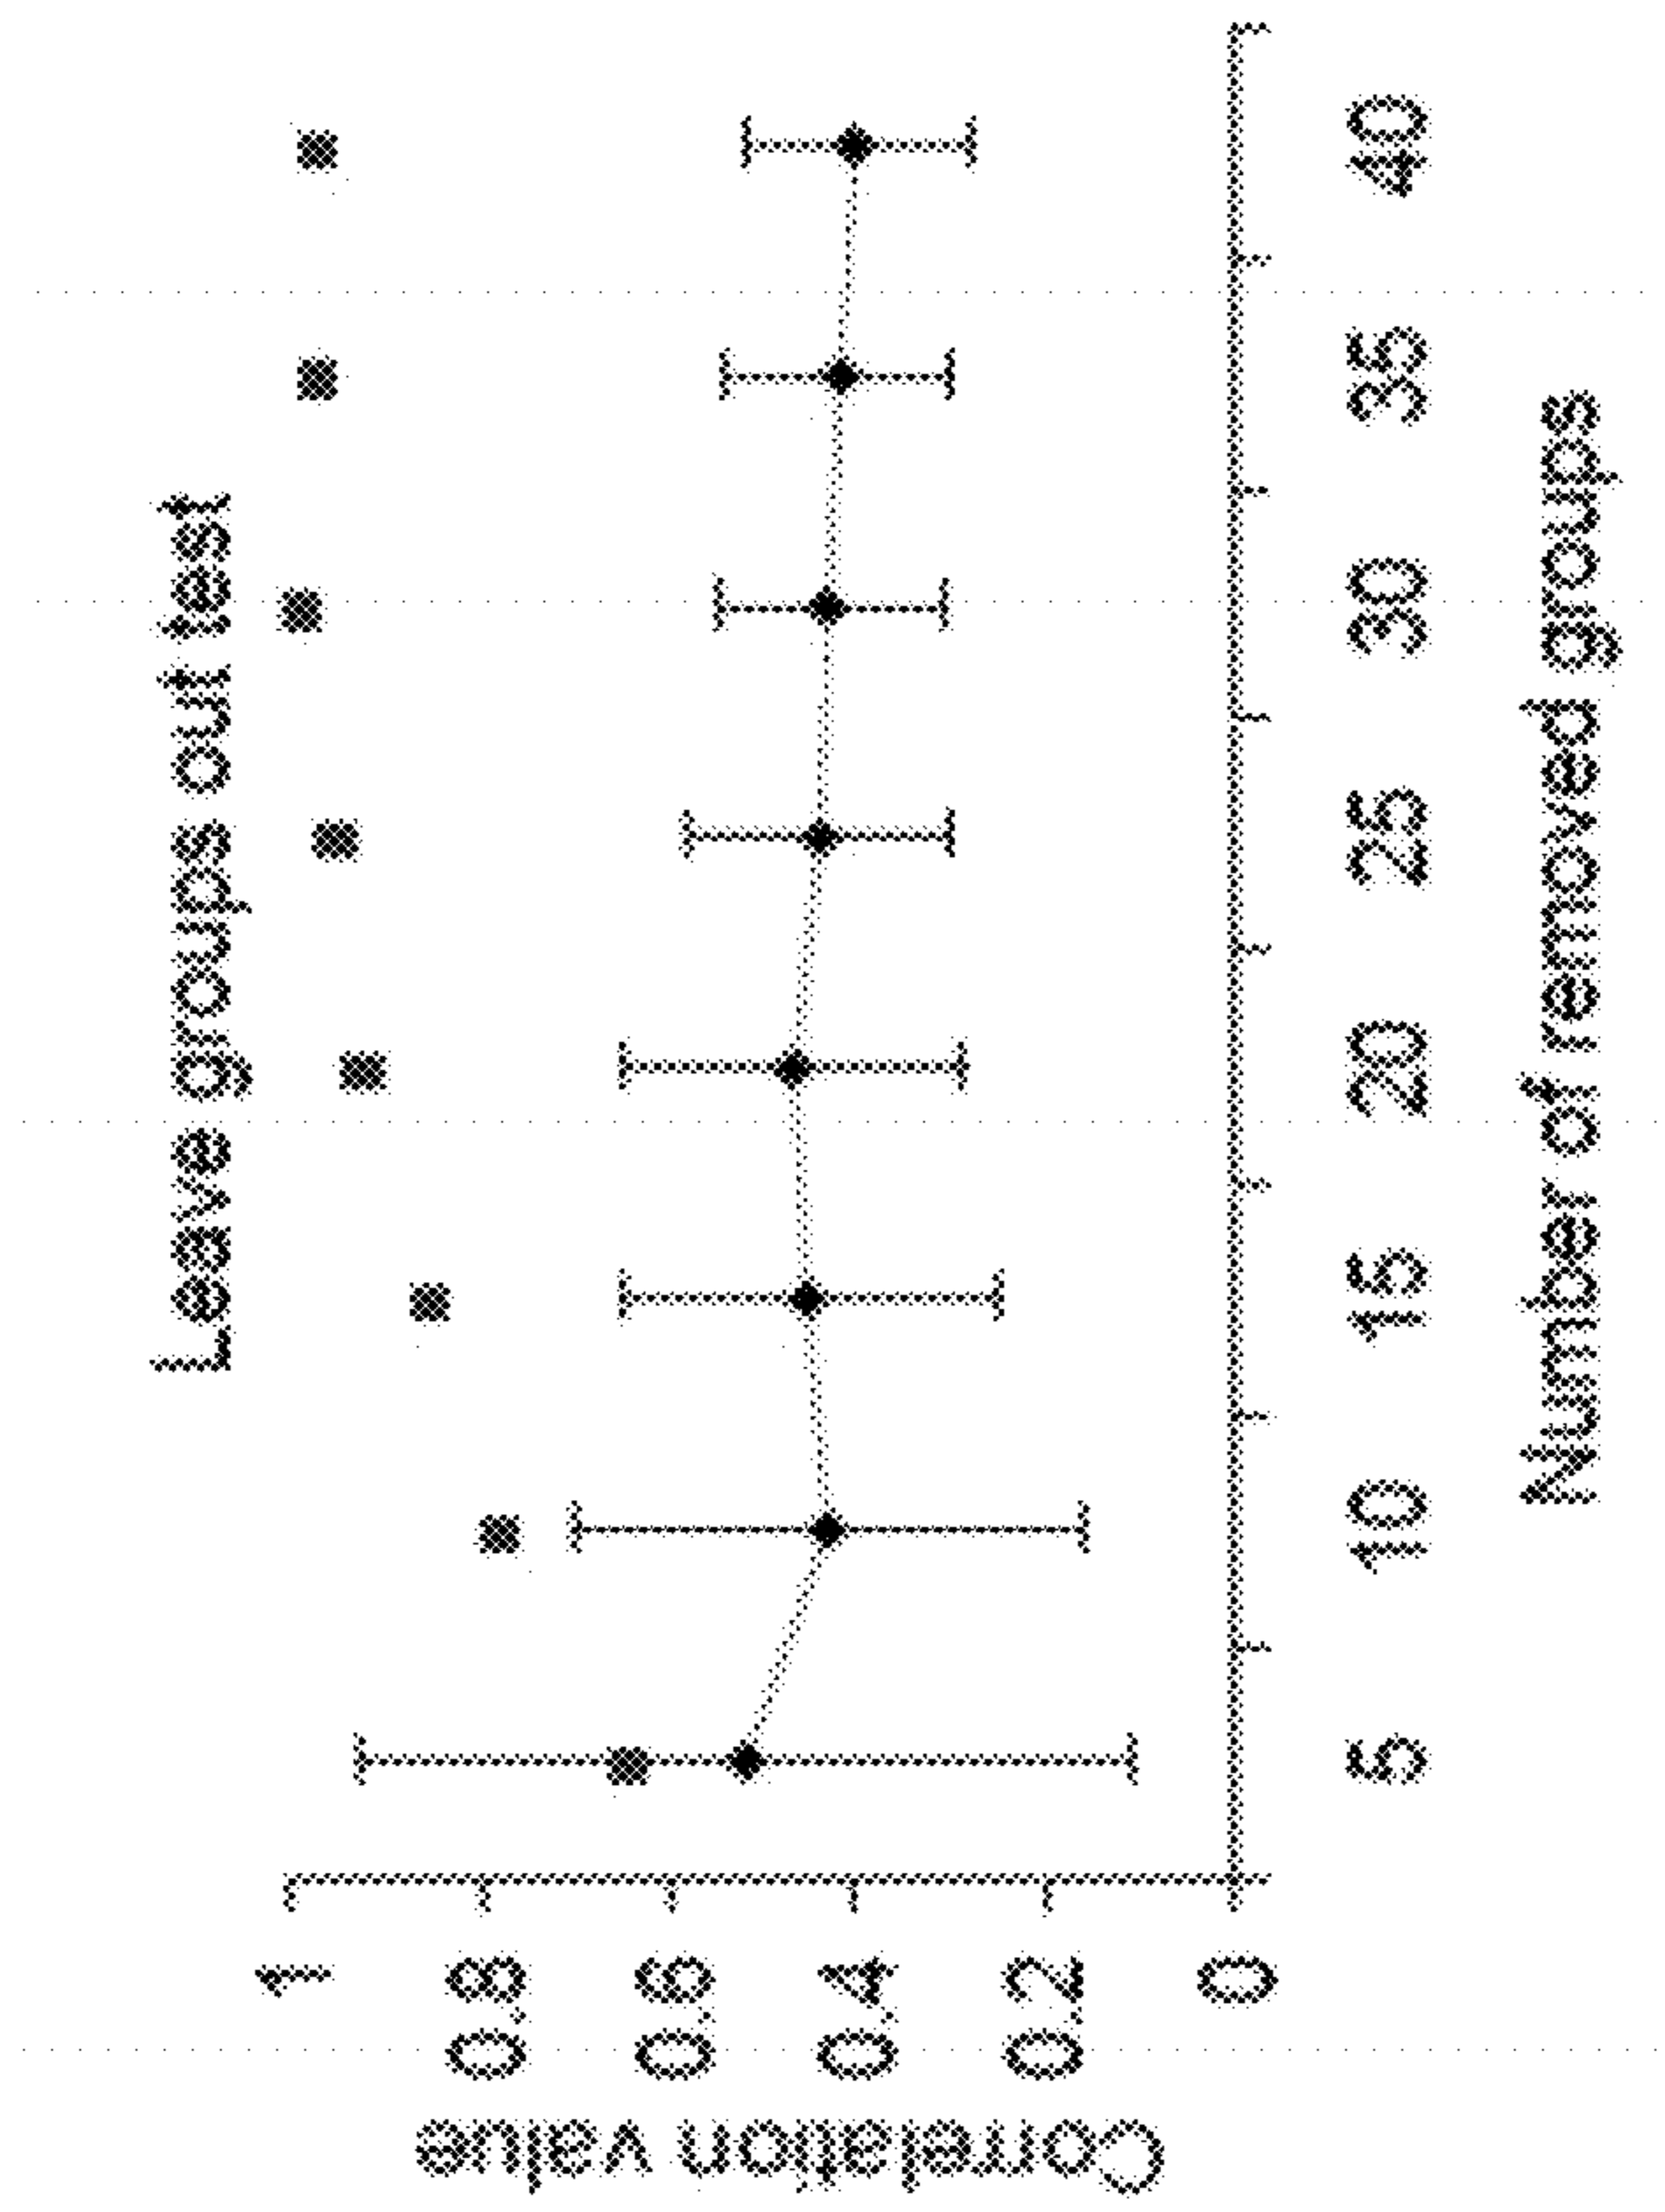 Leave groups out test
Correlation value
1
0.8
0.6
0.4
0.2
0
5 10 15 20 25 30 35 40
Number of removed groups